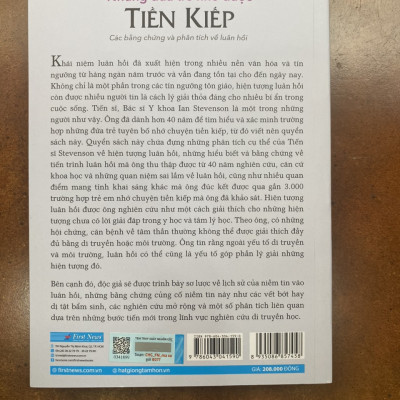 TIỀN KIẾP
Các bằng chứng và phân tích về luân hồi
Khái niệm luân hồi đã xuất hiện trong nhiều nền văn hóa và tín
ngưỡng từ hàng ngàn năm trước và vẫn đang tồn tại cho đến ngày nay.
Không chỉ là một phần trong các tín ngưỡng tôn giáo, hiện tượng luân hồi
còn được nhiều người tin là cách lý giải thỏa đáng cho nhiều bí ẩn trong
cuộc sống. Tiến sĩ, Bác sĩ Y khoa Ian Stevenson là một trong những người
như vậy. Ông đã dành hơn 40 năm để tìm hiểu và xác minh trường
hợp những đứa trẻ tuyên bố nhớ chuyện tiền kiếp, từ đó viết nên quyển
sách này. Quyển sách này chứa đựng những phân tích cụ thể của Tiến
sĩ Stevenson về hiện tượng luân hồi, những hiểu biết và bằng chứng về
tiến trình luân hồi mà ông thu thập được từ 40 năm nghiên cứu, căn cứ
khoa học và những quan niệm sai lầm về luân hồi, cũng như nhiều quan
điểm mang tính khai sáng khác mà ông đúc kết được qua gần 3.000
trường hợp trẻ em nhớ chuyện tiền kiếp mà ông đã khảo sát. Hiện tượng
luân hồi được ông nghiên cứu như một cách giải thích cho những hiện
tượng chưa có lời giải đáp trong y học và tâm lý học. Theo ông, có những
hội chứng, căn bệnh về tâm thần thường không thể được giải thích đầy
đủ bằng di truyền hoặc môi trường. Ông tin rằng ngoài yếu tố di truyền
và môi trường, luân hồi có thể cũng là yếu tố góp phần lý giải những
hiện tượng đó.
Bên cạnh đó, độc giả sẽ được trình bày sơ lược về lịch sử của niềm tin vào
luân hồi, những bằng chứng củng cố niềm tin này như các vết bớt hay
dị tật bẩm sinh, các nghiên cứu mở rộng và một số phân tích liên quan
dựa trên những bước tiến mới trong lĩnh vực nghiên cứu di truyền học.
First News
firstnews.com.vn
hatgiongtamhon.vn
9 786043 041590
8 935086 857438
GIÁ: 208.000 ĐỒNG